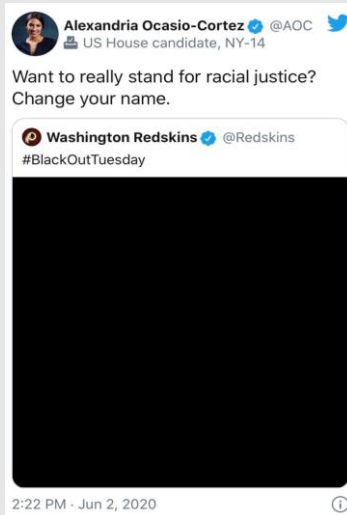 Alexandria Ocasio-Cortez @AOC
US House candidate, NY-14
Want to really stand for racial justice?
Change your name.
Washington Redskins @Redskins
#BlackOutTuesday
2:22 PM · Jun 2, 2020